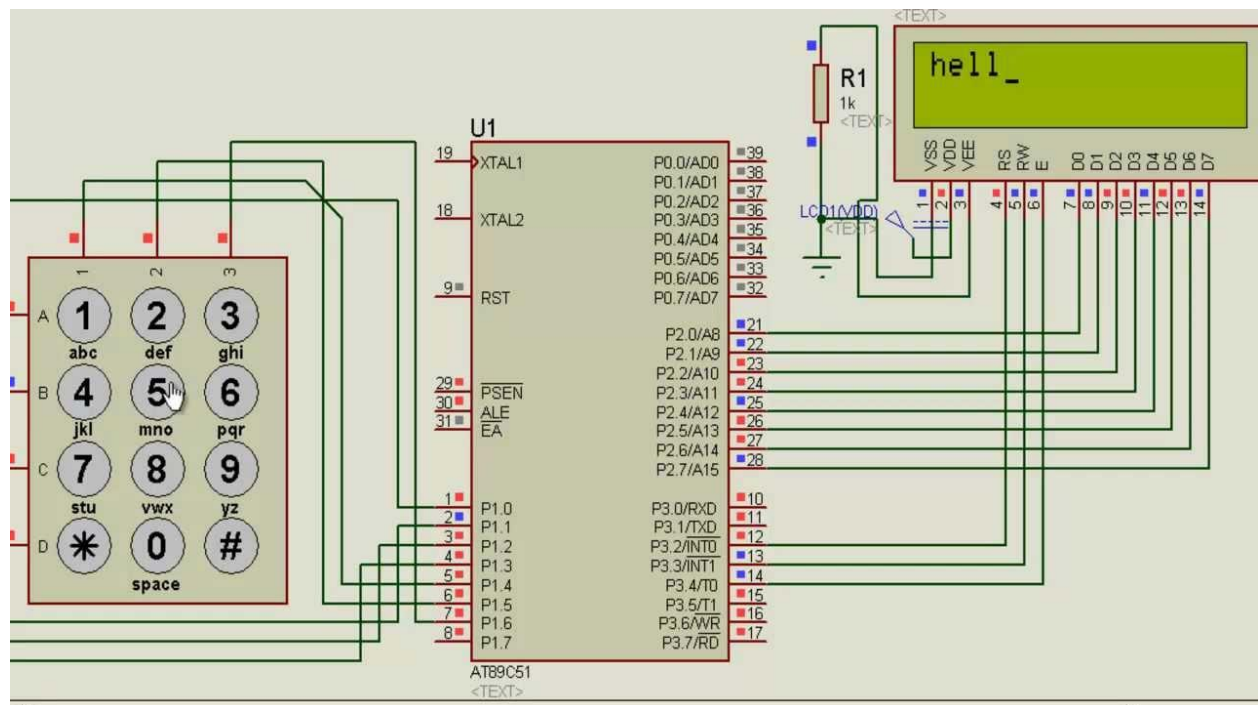 <TEXT>
hell_
R1
1k
<TEXT>
VSS VDD VEE RS RW E D0 D1 D2 D3 D4 D5 D6 D7
1 2 3 4 5 6 7 8 9 10 11 12 13 14
LCD1(VDD)
<TEXT>
U1
19 XTAL1
18 XTAL2
9 RST
29 PSEN
30 ALE
31 EA
1 P1.0
2 P1.1
3 P1.2
4 P1.3
5 P1.4
6 P1.5
7 P1.6
8 P1.7
P0.0/AD0 39
P0.1/AD1 38
P0.2/AD2 37
P0.3/AD3 36
P0.4/AD4 35
P0.5/AD5 34
P0.6/AD6 33
P0.7/AD7 32
P2.0/A8 21
P2.1/A9 22
P2.2/A10 23
P2.3/A11 24
P2.4/A12 25
P2.5/A13 26
P2.6/A14 27
P2.7/A15 28
P3.0/RXD 10
P3.1/TXD 11
P3.2/INT0 12
P3.3/INT1 13
P3.4/T0 14
P3.5/T1 15
P3.6/WR 16
P3.7/RD 17
AT89C51
<TEXT>
1 2 3
A 1 2 3
abc def ghi
B 4 5 6
jkl mno pqr
C 7 8 9
stu vwx yz
D * 0 #
space